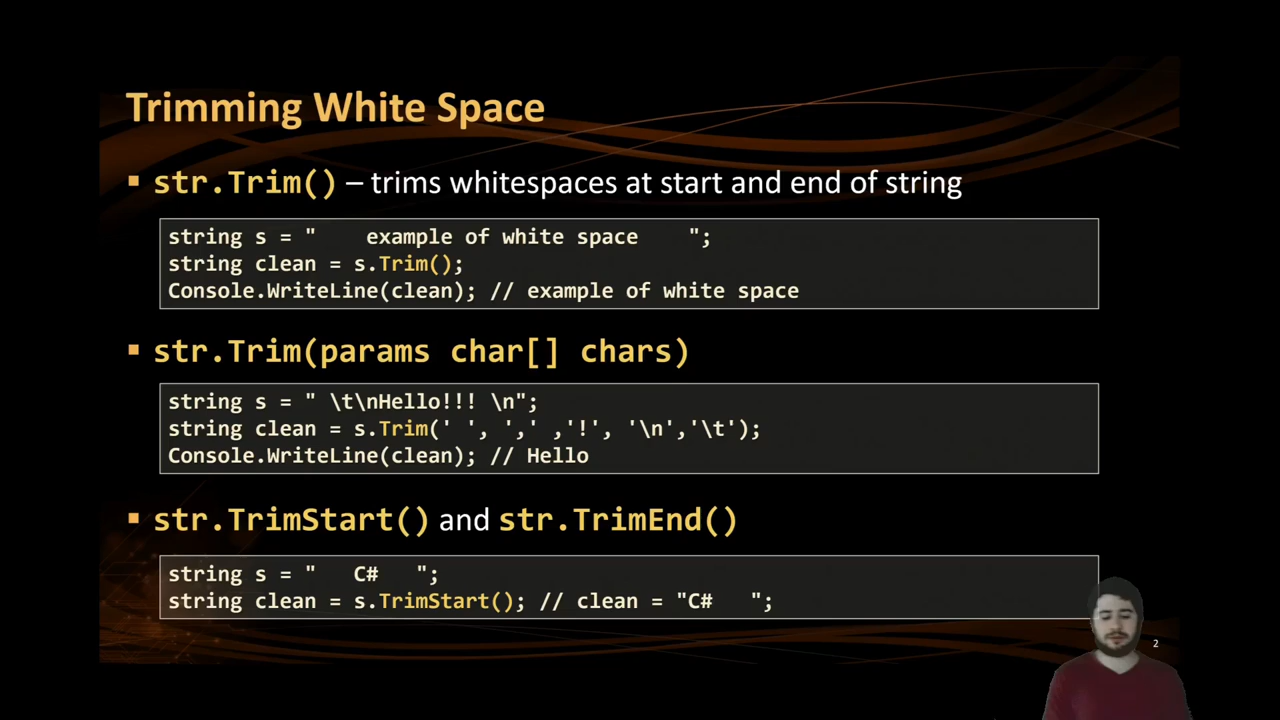 Trimming White Space
▪ str.Trim() – trims whitespaces at start and end of string
string s = "    example of white space    ";
string clean = s.Trim();
Console.WriteLine(clean); // example of white space
▪ str.Trim(params char[] chars)
string s = " \t\nHello!!! \n";
string clean = s.Trim(' ', ',' ,'!', '\n','\t');
Console.WriteLine(clean); // Hello
▪ str.TrimStart() and str.TrimEnd()
string s = "   C#   ";
string clean = s.TrimStart(); // clean = "C#   ";
2